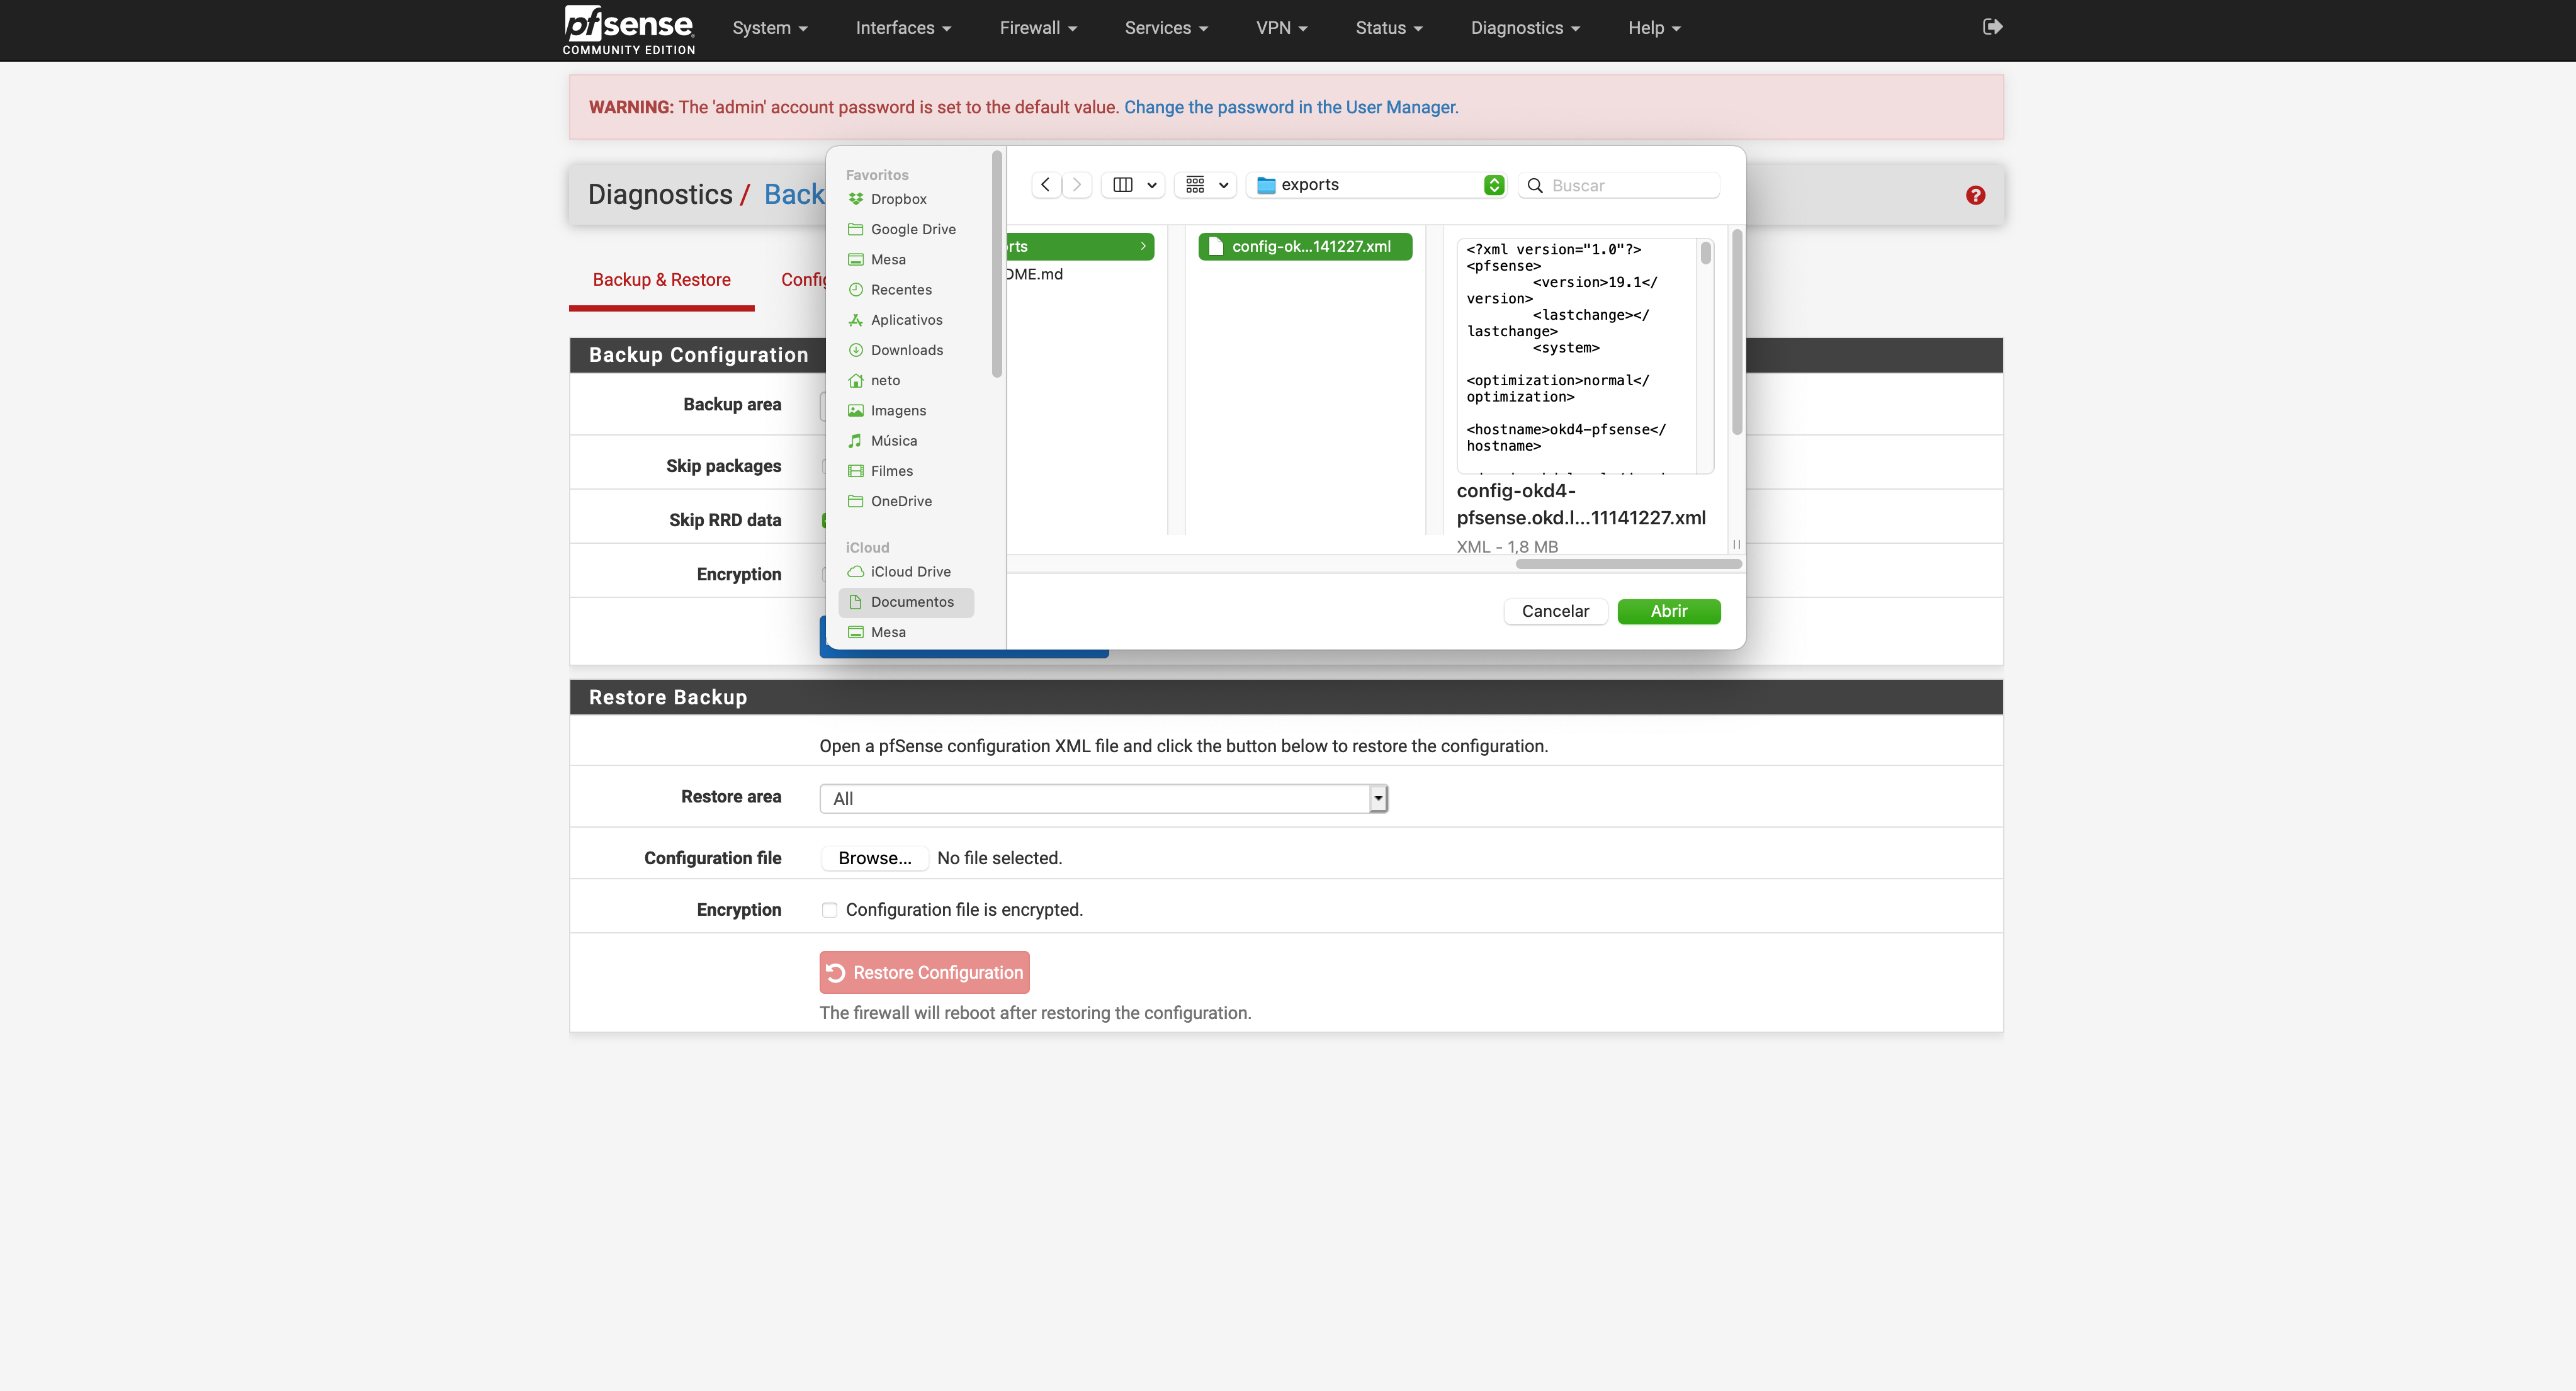 pfsense
COMMUNITY EDITION
System
Interfaces
Firewall
Services
VPN
Status
Diagnostics
Help
WARNING: The 'admin' account password is set to the default value. Change the password in the User Manager.
Diagnostics / Back
Backup & Restore
Config
Backup Configuration
Backup area
Skip packages
Skip RRD data
Encryption
Favoritos
Dropbox
Google Drive
Mesa
Recentes
Aplicativos
Downloads
neto
Imagens
Música
Filmes
OneDrive
iCloud
iCloud Drive
Documentos
Mesa
exports
Buscar
rts
OME.md
config-ok...141227.xml
<?xml version="1.0"?>
<pfsense>
<version>19.1</
version>
<lastchange></
lastchange>
<system>
<optimization>normal</
optimization>
<hostname>okd4-pfsense</
hostname>
config-okd4-
pfsense.okd.l...11141227.xml
XML - 1,8 MB
Cancelar
Abrir
Restore Backup
Open a pfSense configuration XML file and click the button below to restore the configuration.
Restore area
All
Configuration file
Browse...
No file selected.
Encryption
Configuration file is encrypted.
Restore Configuration
The firewall will reboot after restoring the configuration.